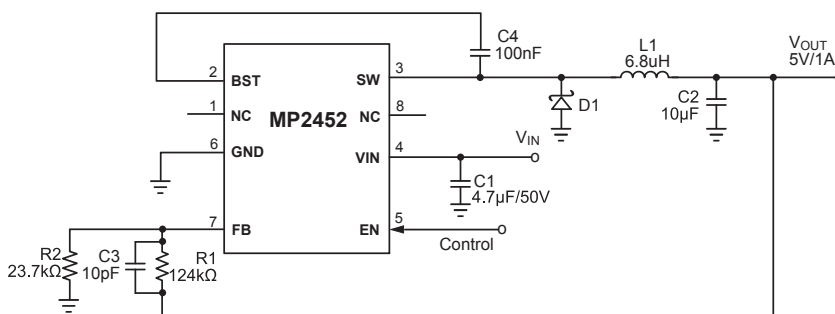 C4
100nF
L1
6.8uH
VOUT
5V/1A
2
BST
SW
3
1
NC
MP2452
NC
8
D1
C2
10µF
6
GND
VIN
4
VIN
C1
4.7µF/50V
7
FB
EN
5
Control
R2
23.7kΩ
C3
10pF
R1
124kΩ